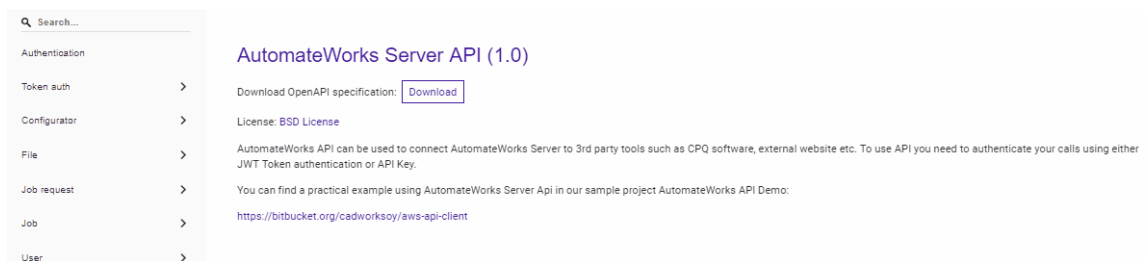 Search...
Authentication
Token auth
Configurator
File
Job request
Job
User
AutomateWorks Server API (1.0)
Download OpenAPI specification: Download
License: BSD License
AutomateWorks API can be used to connect AutomateWorks Server to 3rd party tools such as CPQ software, external website etc. To use API you need to authenticate your calls using either
JWT Token authentication or API Key.
You can find a practical example using AutomateWorks Server Api in our sample project AutomateWorks API Demo:
https://bitbucket.org/cadworksoy/aws-api-client